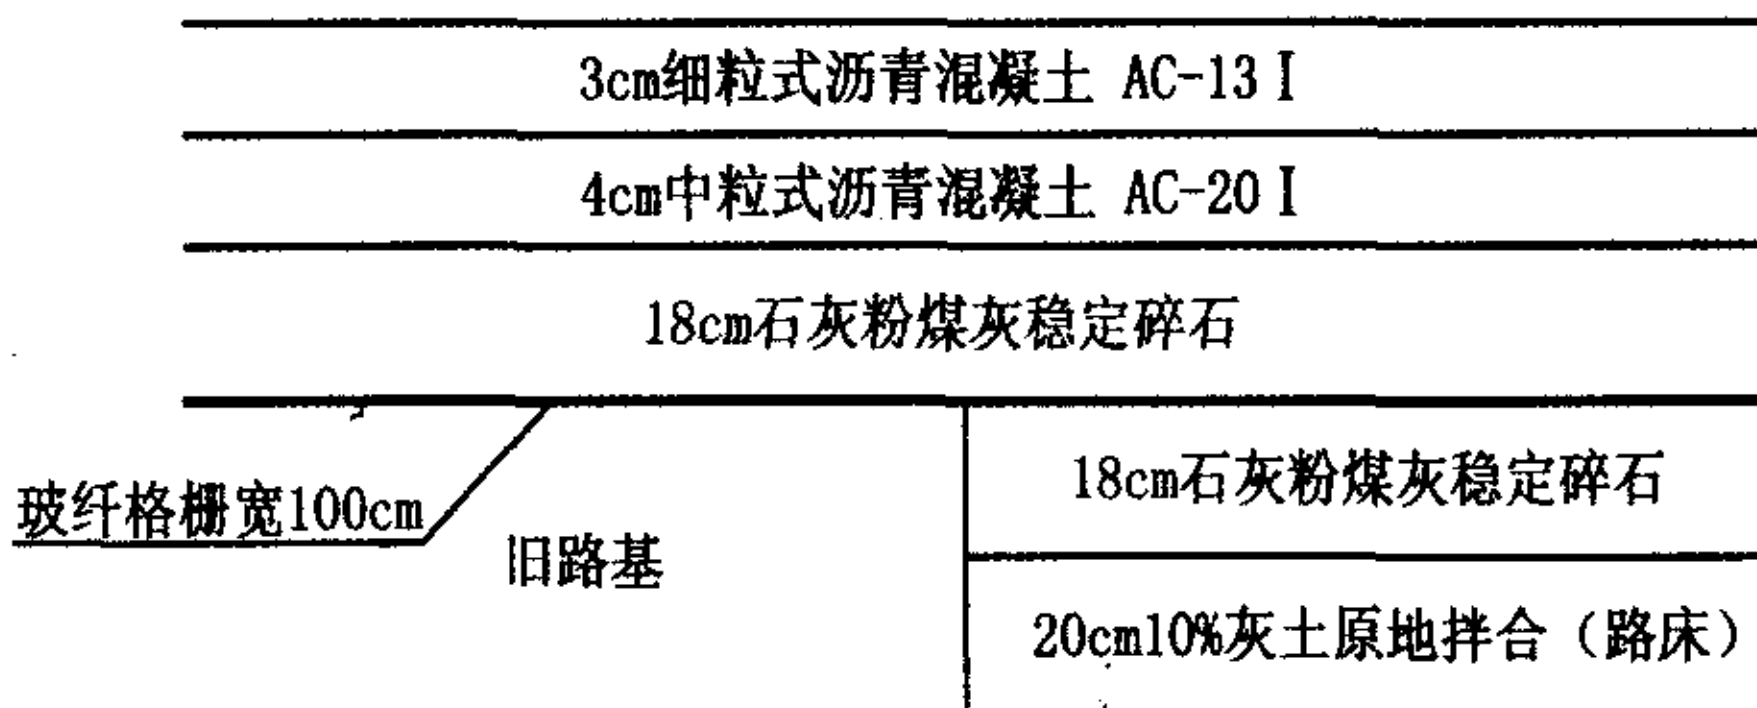 3cm细粒式沥青混凝土 AC-13Ⅰ
4cm中粒式沥青混凝土 AC-20Ⅰ
18cm石灰粉煤灰稳定碎石
18cm石灰粉煤灰稳定碎石
玻纤格栅宽100cm
旧路基
20cm10%灰土原地拌合（路床）